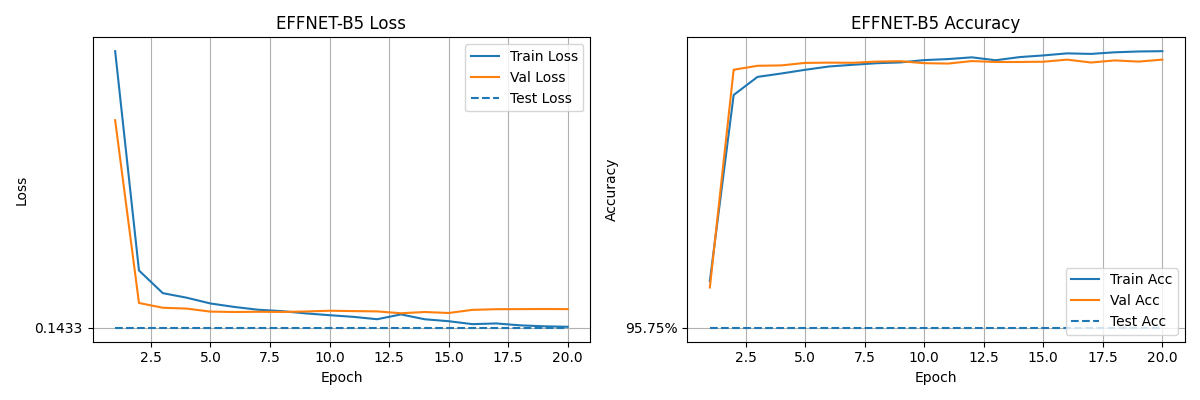 EFFNET-B5 Loss
Train Loss
Val Loss
Test Loss
Loss
0.1433
2.5 5.0 7.5 10.0 12.5 15.0 17.5 20.0
Epoch
EFFNET-B5 Accuracy
Accuracy
Train Acc
Val Acc
Test Acc
95.75%
2.5 5.0 7.5 10.0 12.5 15.0 17.5 20.0
Epoch